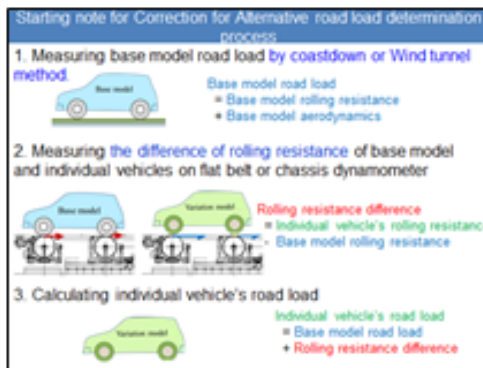 Starting note for Correction for Alternative road load determination
process
1. Measuring base model road load by coastdown or Wind tunnel
method.
Base model
Base model road load
= Base model rolling resistance
+ Base model aerodynamics
2. Measuring the difference of rolling resistance of base model
and individual vehicles on flat belt or chassis dynamometer
Base model
Variation model
Rolling resistance difference
= Individual vehicle's rolling resistance
- Base model rolling resistance
3. Calculating individual vehicle's road load
Variation model
Individual vehicle's road load
= Base model road load
+ Rolling resistance difference